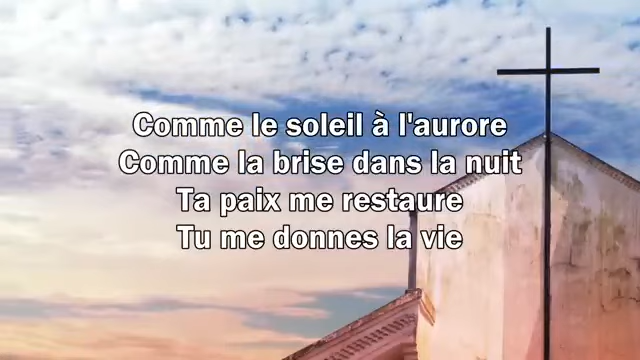 Comme le soleil à l'aurore
Comme la brise dans la nuit
Ta paix me restaure
Tu me donnes la vie